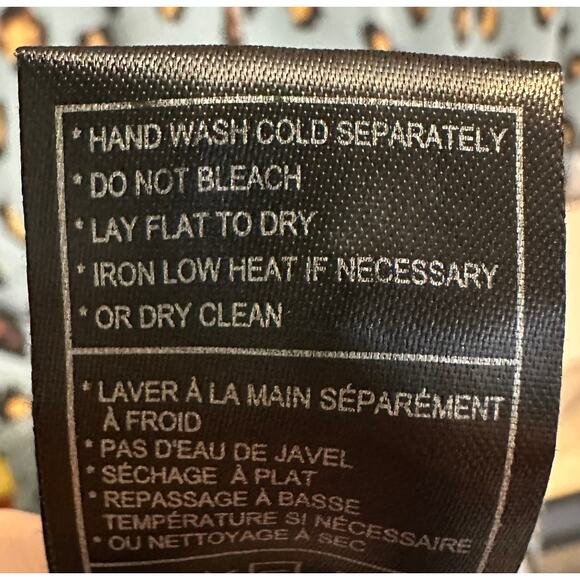 * HAND WASH COLD SEPARATELY
* DO NOT BLEACH
* LAY FLAT TO DRY
* IRON LOW HEAT IF NECESSARY
* OR DRY CLEAN
* LAVER À LA MAIN SÉPARÉMENT
À FROID
* PAS D'EAU DE JAVEL
* SÉCHAGE À PLAT
* REPASSAGE À BASSE
TEMPÉRATURE SI NÉCESSAIRE
* OU NETTOYAGE À SEC